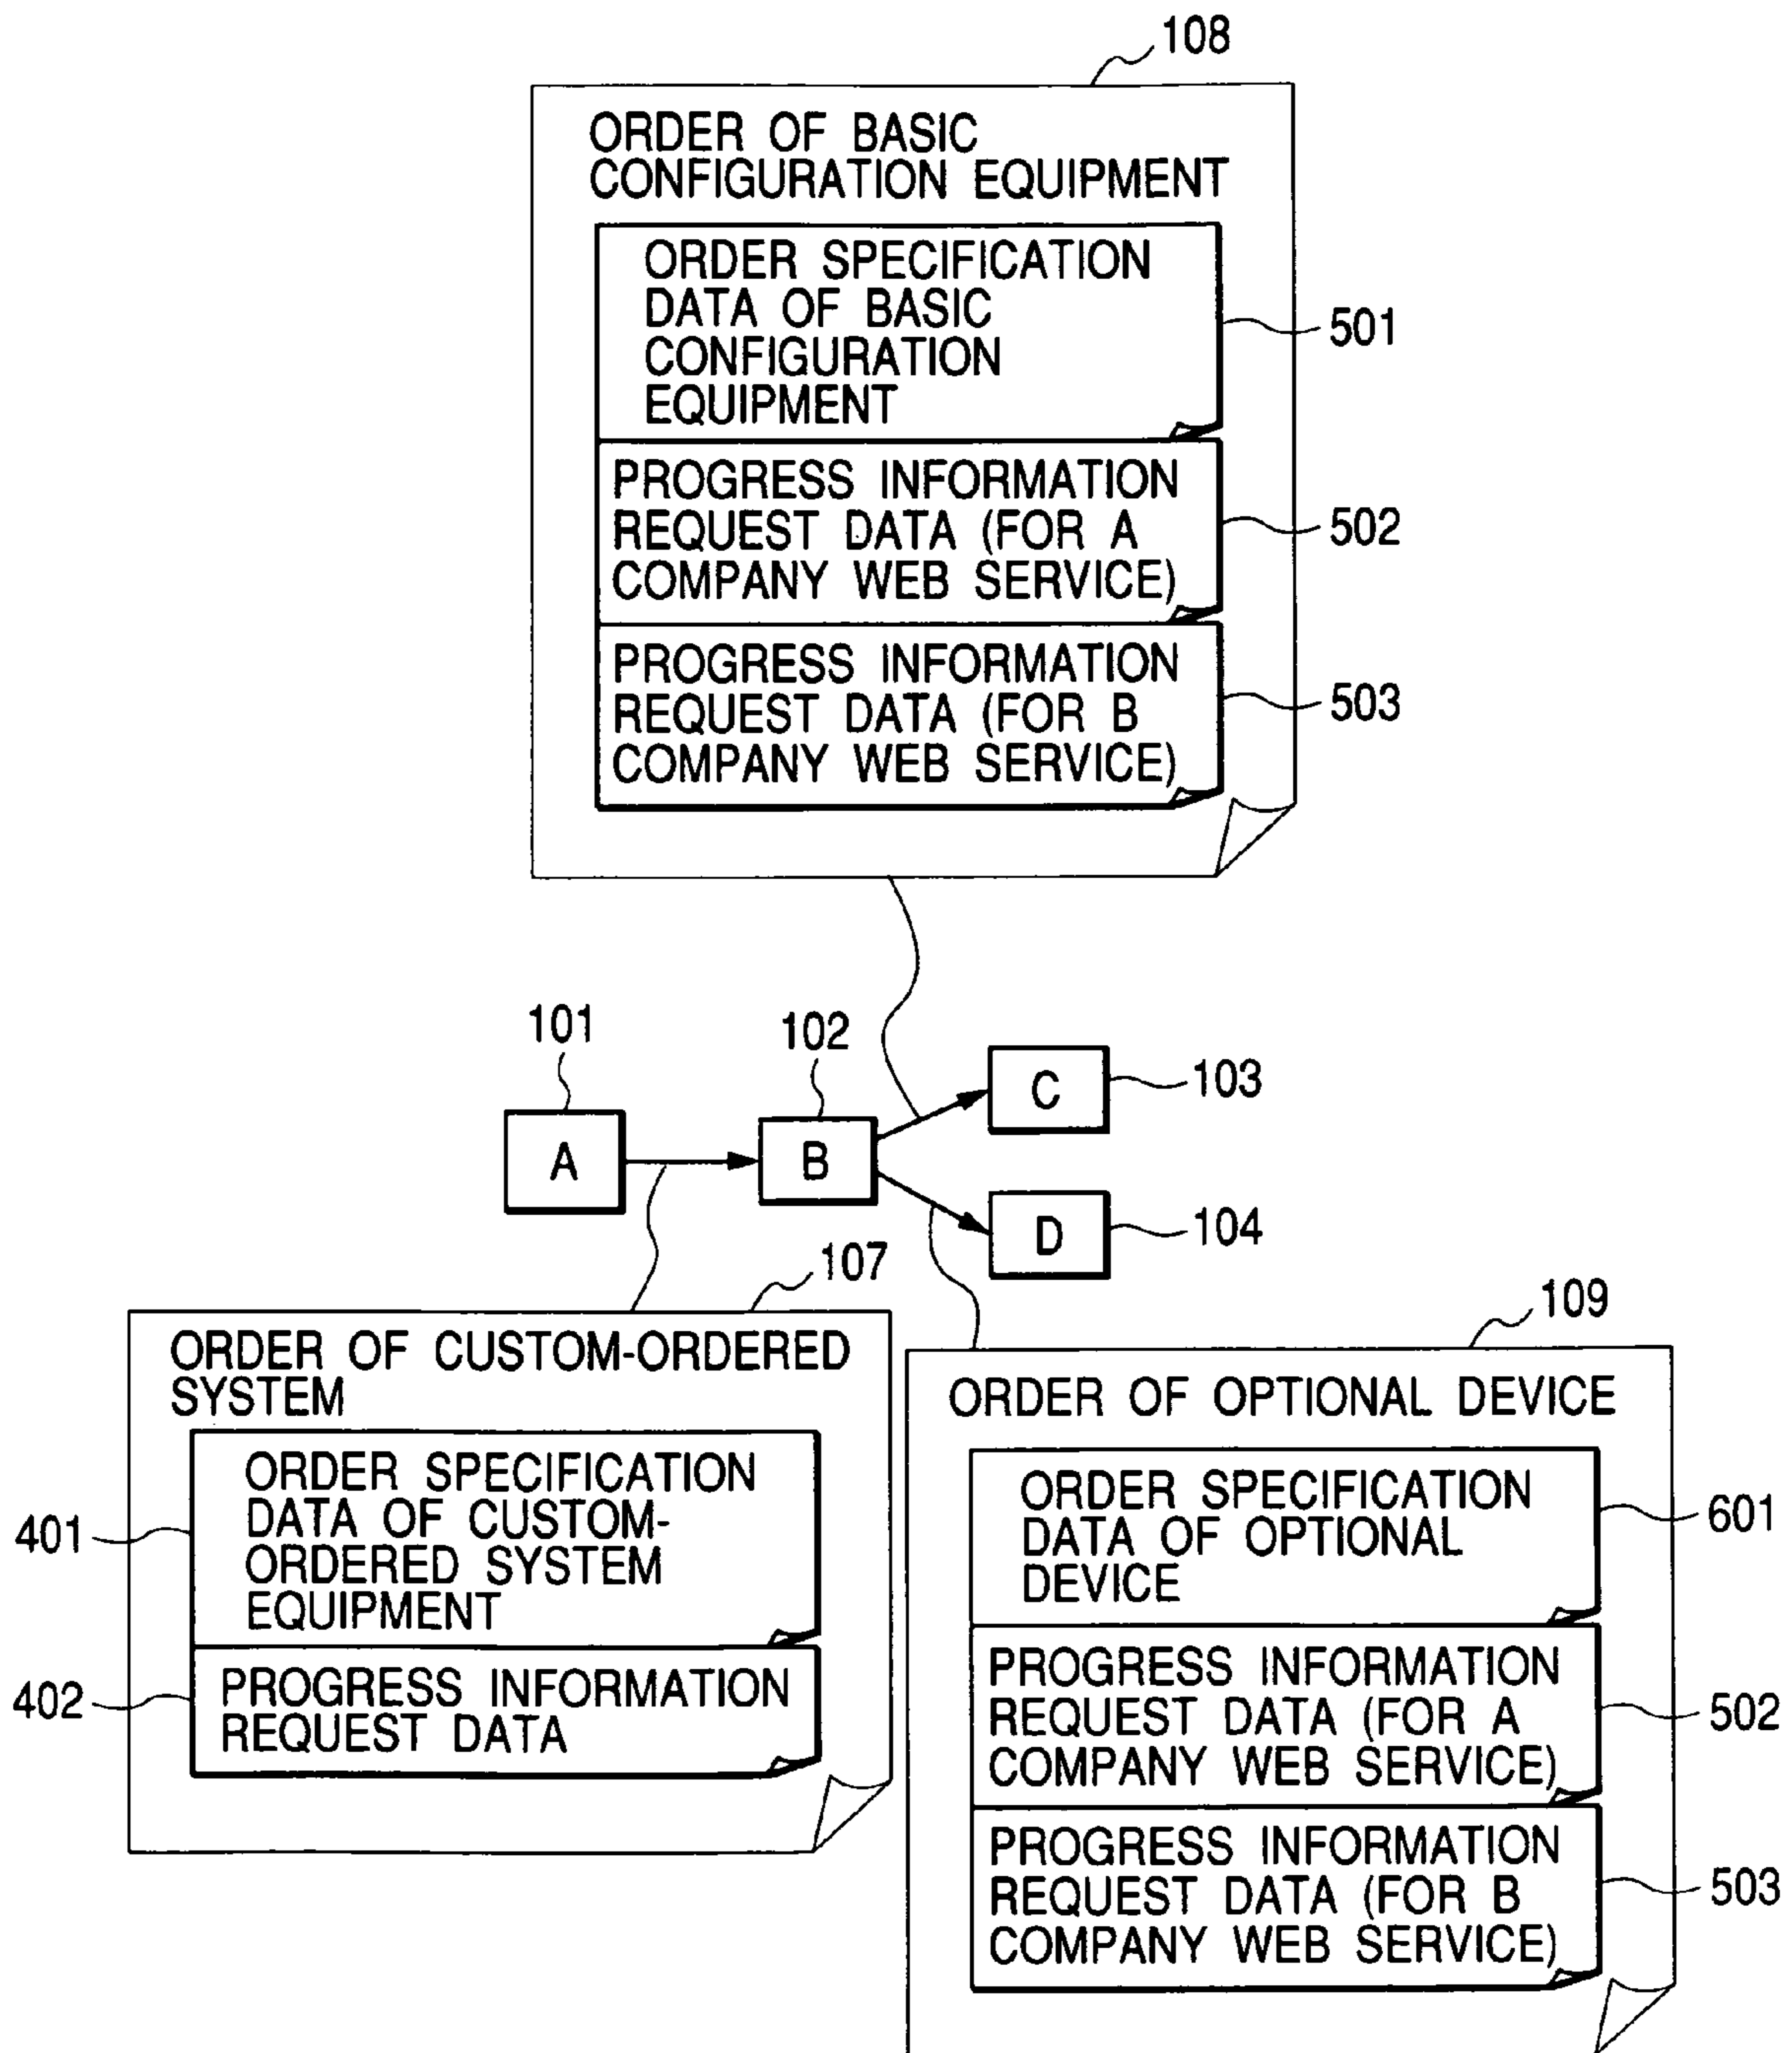 108
ORDER OF BASIC
CONFIGURATION EQUIPMENT
ORDER SPECIFICATION
DATA OF BASIC
CONFIGURATION
EQUIPMENT
501
PROGRESS INFORMATION
REQUEST DATA (FOR A
COMPANY WEB SERVICE)
502
PROGRESS INFORMATION
REQUEST DATA (FOR B
COMPANY WEB SERVICE)
503
101
102
A
B
C
103
D
104
107
ORDER OF CUSTOM-ORDERED
SYSTEM
401
ORDER SPECIFICATION
DATA OF CUSTOM-
ORDERED SYSTEM
EQUIPMENT
402
PROGRESS INFORMATION
REQUEST DATA
109
ORDER OF OPTIONAL DEVICE
ORDER SPECIFICATION
DATA OF OPTIONAL
DEVICE
601
PROGRESS INFORMATION
REQUEST DATA (FOR A
COMPANY WEB SERVICE)
502
PROGRESS INFORMATION
REQUEST DATA (FOR B
COMPANY WEB SERVICE)
503